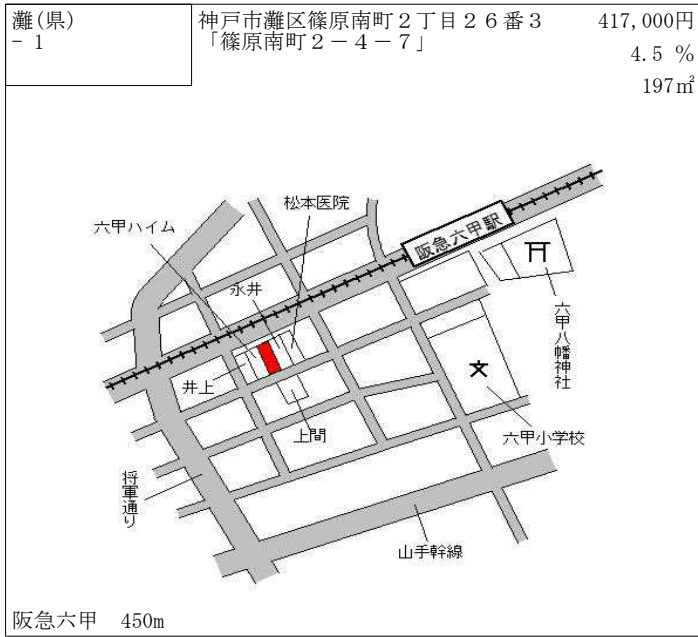 灘(県)
- 1
神戸市灘区篠原南町２丁目２６番３
「篠原南町２－４－７」
417,000円
4.5 %
197㎡
松本医院
六甲ハイム
永井
阪急六甲駅
六甲八幡神社
井上
上間
六甲小学校
将軍通り
山手幹線
阪急六甲 450m